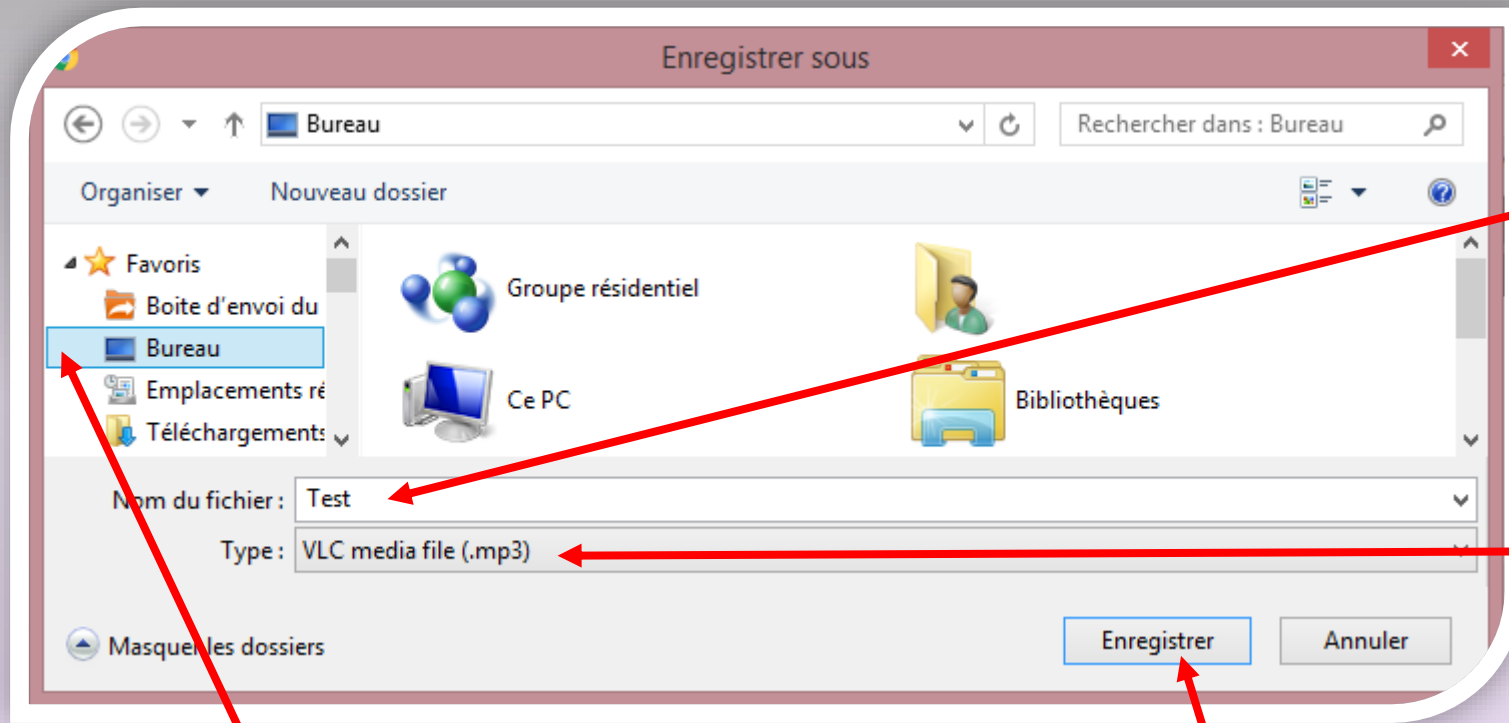 Enregistrer sous
Bureau
Rechercher dans : Bureau
Organiser
Nouveau dossier
Favoris
Boite d'envoi du
Bureau
Emplacements ré
Téléchargements
Groupe résidentiel
Ce PC
Bibliothèques
Nom du fichier : Test
Type : VLC media file (.mp3)
Masquer les dossiers
Enregistrer
Annuler